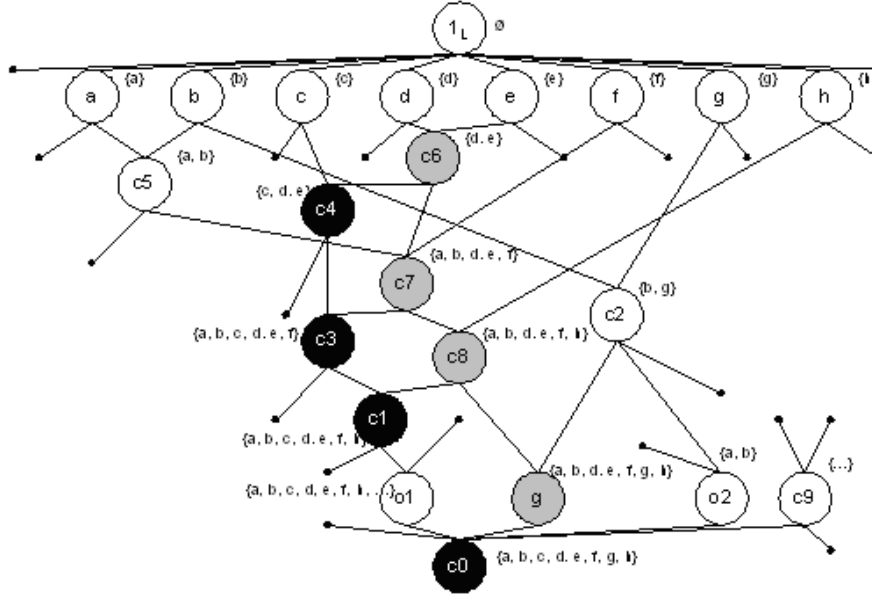 1L ø
a {a} b {b} c {c} d {d} e {e} f {f} g {g} h
c6 {d. e}
c5 {a, b}
c4 {c, d. e}
c7 {a, b, d. e, f}
c2 {b, g}
c3 {a, b, c, d. e, f}
c8 {a, b, d. e, f, h}
c1 {a, b, c, d. e, f, h}
o1 {a, b, c, d, e, f, h, ...}
g {a, b, d. e, f, g, h}
o2 {a, b}
c9 {...}
c0 {a, b, c, d. e, f, g, h}